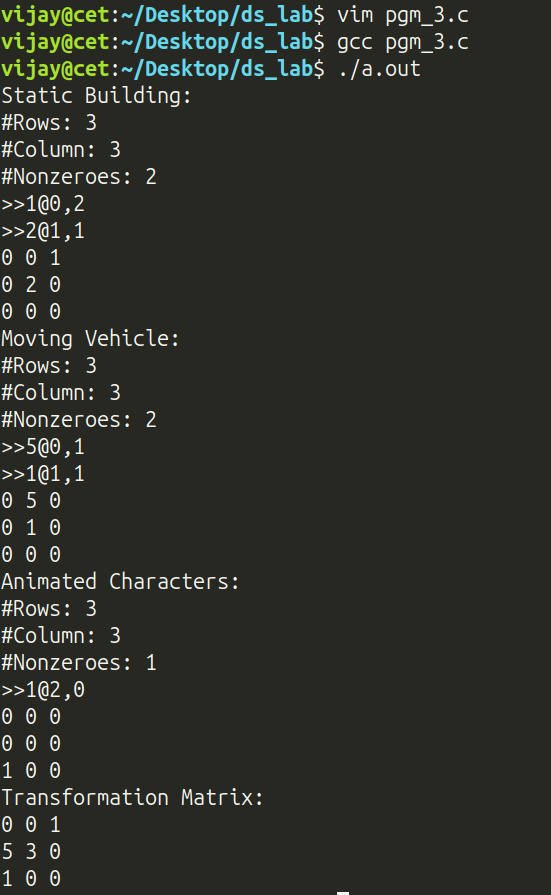 vijay@cet:~/Desktop/ds_lab$ vim pgm_3.c
vijay@cet:~/Desktop/ds_lab$ gcc pgm_3.c
vijay@cet:~/Desktop/ds_lab$ ./a.out
Static Building:
#Rows: 3
#Column: 3
#Nonzeroes: 2
>>1@0,2
>>2@1,1
0 0 1
0 2 0
0 0 0
Moving Vehicle:
#Rows: 3
#Column: 3
#Nonzeroes: 2
>>5@0,1
>>1@1,1
0 5 0
0 1 0
0 0 0
Animated Characters:
#Rows: 3
#Column: 3
#Nonzeroes: 1
>>1@2,0
0 0 0
0 0 0
1 0 0
Transformation Matrix:
0 0 1
5 3 0
1 0 0